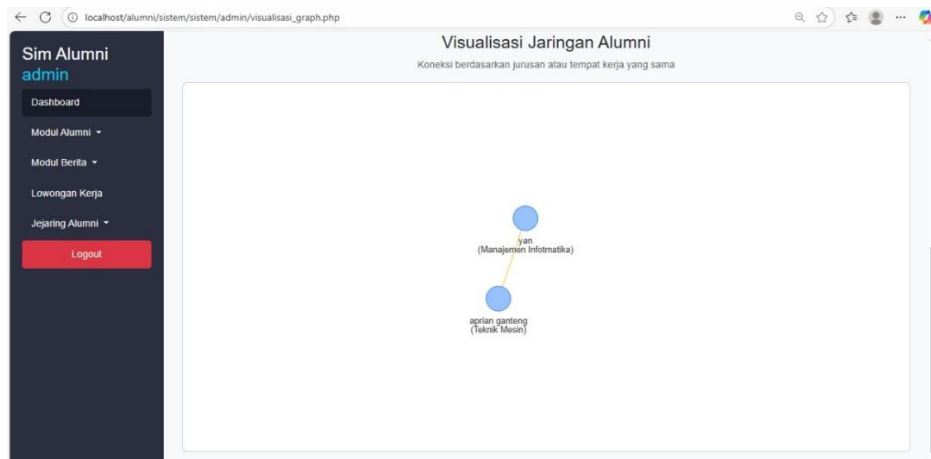 localhost/alumni/sistem/sistem/admin/visualisasi_graph.php
Sim Alumni
admin
Dashboard
Modul Alumni
Modul Berita
Lowongan Kerja
Jejaring Alumni
Logout
Visualisasi Jaringan Alumni
Koneksi berdasarkan jurusan atau tempat kerja yang sama
yan
(Manajemen Infotmatika)
aprian ganteng
(Teknik Mesin)